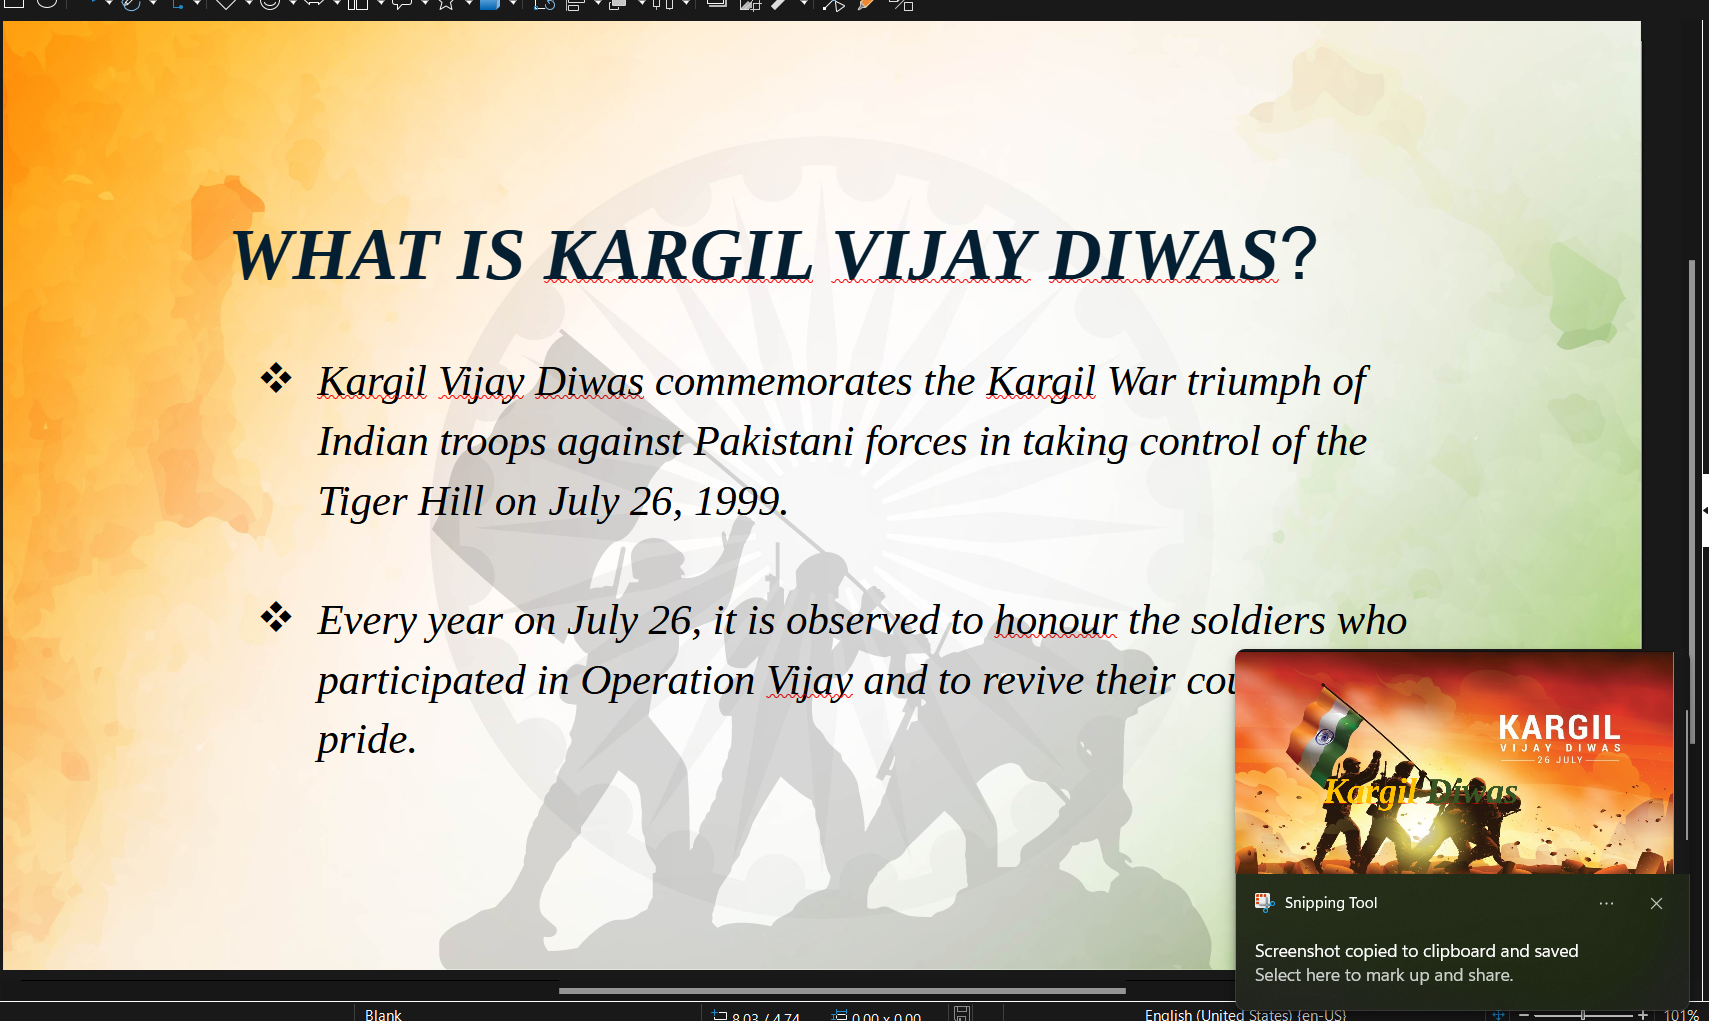 WHAT IS KARGIL VIJAY DIWAS?
❖ Kargil Vijay Diwas commemorates the Kargil War triumph of
Indian troops against Pakistani forces in taking control of the
Tiger Hill on July 26, 1999.
❖ Every year on July 26, it is observed to honour the soldiers who
participated in Operation Vijay and to revive their
pride.
KARGIL
VIJAY DIWAS
26 JULY
Kargil Diwas
Snipping Tool
Screenshot copied to clipboard and saved
Select here to mark up and share.
Blank
8.03 / 4.74
0.00 x 0.00
English (United States) {en-US}
101%